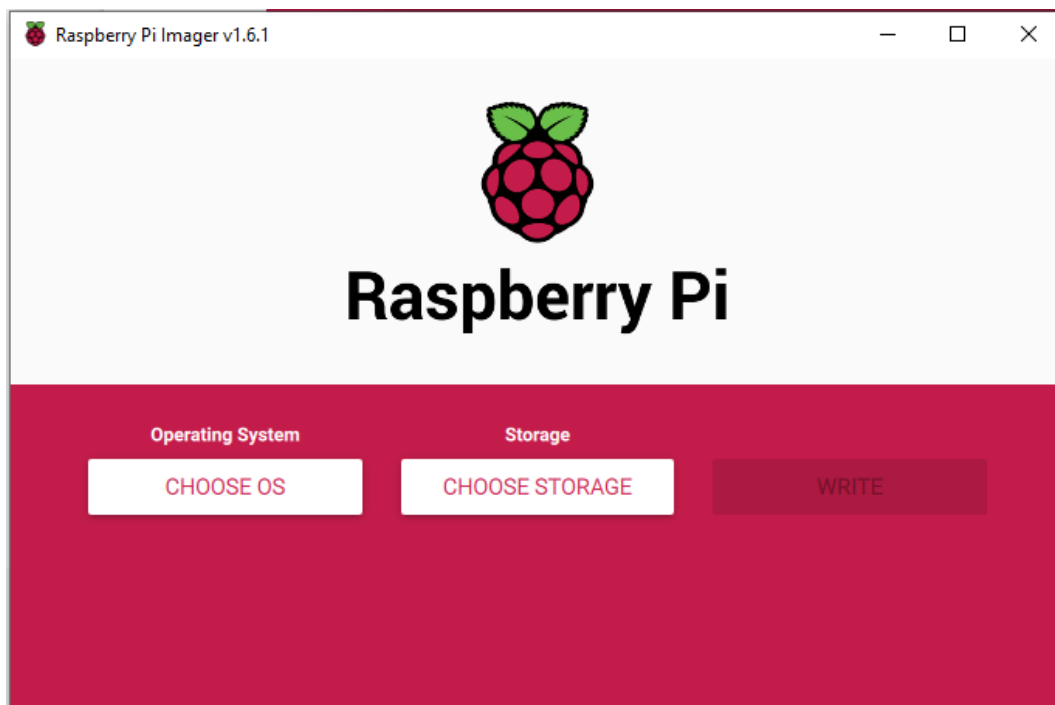 Raspberry Pi Imager v1.6.1
Raspberry Pi
Operating System
Storage
CHOOSE OS
CHOOSE STORAGE
WRITE